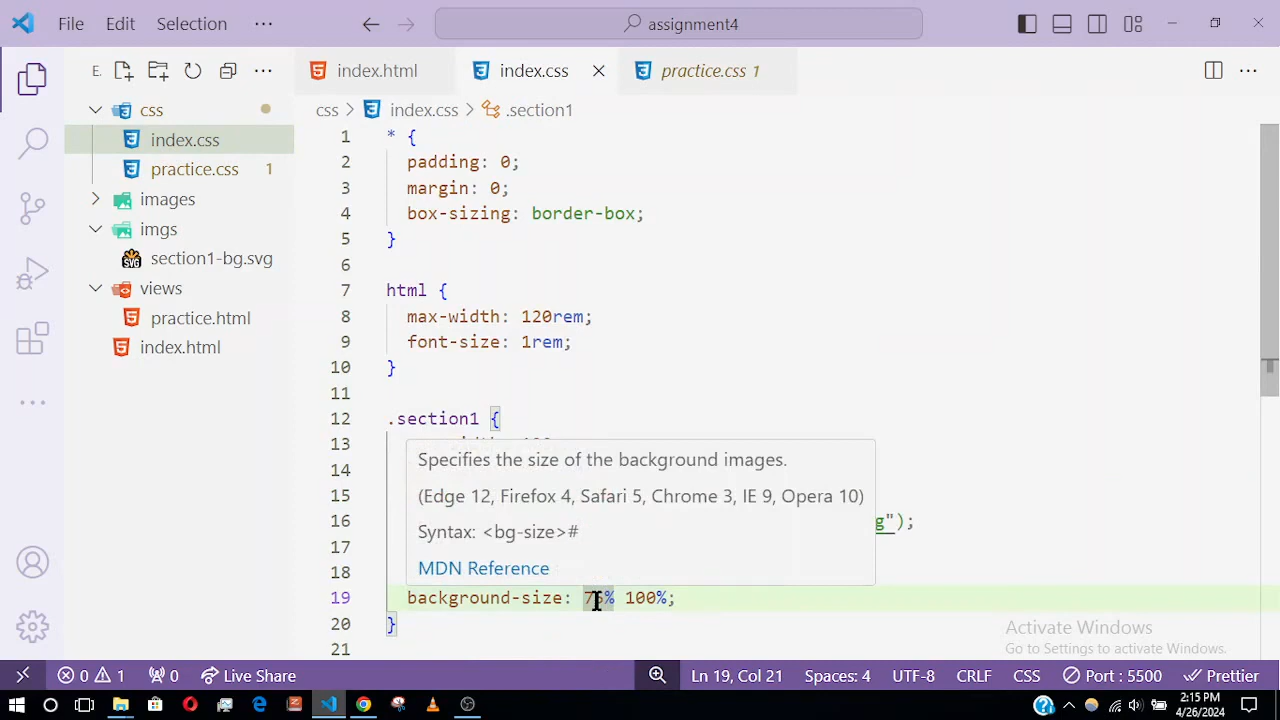 File Edit Selection ··· assignment4
E. ··· index.html index.css practice.css 1 ···
css
css > index.css > .section1
index.css
practice.css 1
images
imgs
section1-bg.svg
views
practice.html
index.html
1 * {
2 padding: 0;
3 margin: 0;
4 box-sizing: border-box;
5 }
6
7 html {
8 max-width: 120rem;
9 font-size: 1rem;
10 }
11
12 .section1 {
13
Specifies the size of the background images.
14
(Edge 12, Firefox 4, Safari 5, Chrome 3, IE 9, Opera 10)
15
16 g");
Syntax: <bg-size>#
17
MDN Reference
18
19 background-size: % 100%;
20 }
21
Activate Windows
Go to Settings to activate Windows.
0 1 0 Live Share Ln 19, Col 21 Spaces: 4 UTF-8 CRLF CSS Port : 5500 Prettier
2:15 PM
4/26/2024